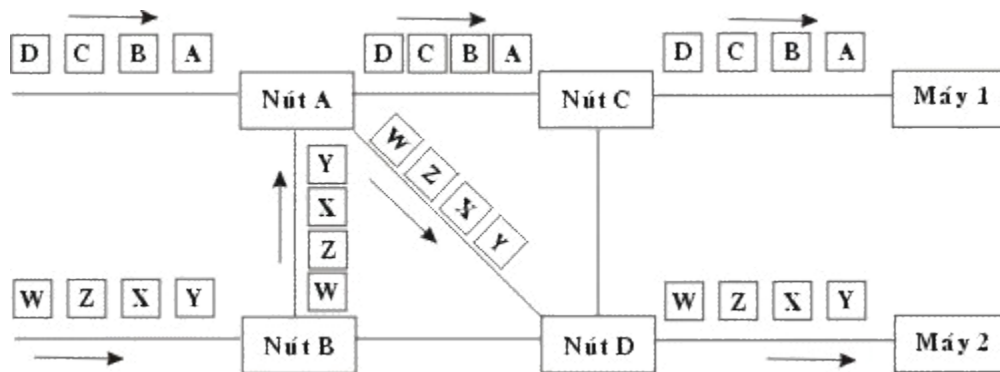 D C B A
D C B A
D C B A
Nút A
Nút C
Máy 1
W Z X Y
Y
X
Z
W
W Z X Y
W Z X Y
Nút B
Nút D
Máy 2